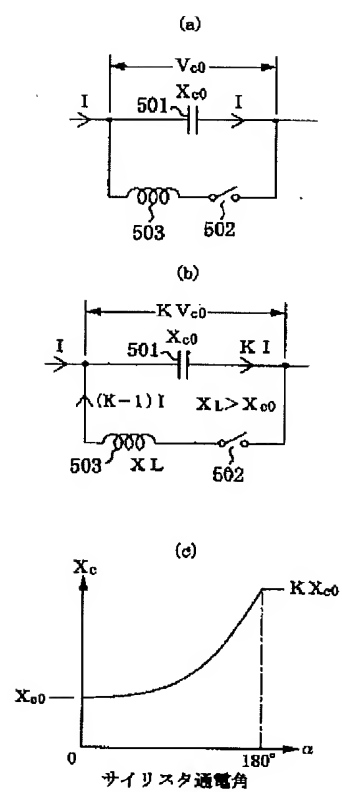 (a)
Vc0
I
501
Xc0
I
503
502
(b)
KVc0
I
501
Xc0
KI
(K-1)I
XL>Xc0
503
XL
502
(c)
Xc
KXc0
Xc0
0
180°
α
サイリスタ通電角